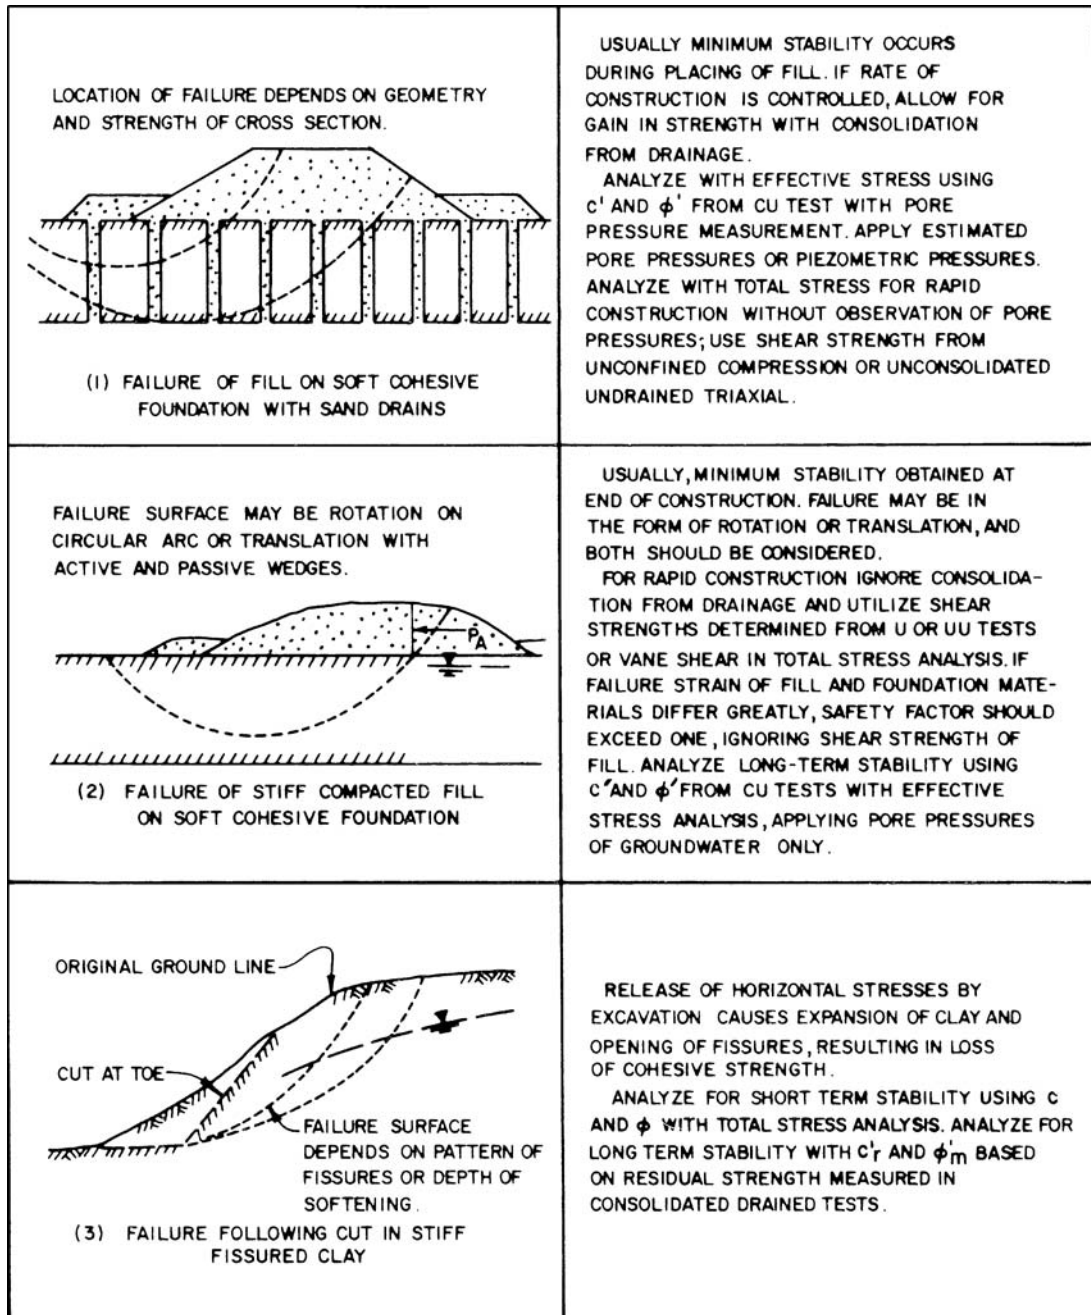 LOCATION OF FAILURE DEPENDS ON GEOMETRY
AND STRENGTH OF CROSS SECTION.
(1) FAILURE OF FILL ON SOFT COHESIVE
FOUNDATION WITH SAND DRAINS
USUALLY MINIMUM STABILITY OCCURS
DURING PLACING OF FILL. IF RATE OF
CONSTRUCTION IS CONTROLLED, ALLOW FOR
GAIN IN STRENGTH WITH CONSOLIDATION
FROM DRAINAGE.
ANALYZE WITH EFFECTIVE STRESS USING
C' AND ϕ' FROM CU TEST WITH PORE
PRESSURE MEASUREMENT. APPLY ESTIMATED
PORE PRESSURES OR PIEZOMETRIC PRESSURES.
ANALYZE WITH TOTAL STRESS FOR RAPID
CONSTRUCTION WITHOUT OBSERVATION OF PORE
PRESSURES; USE SHEAR STRENGTH FROM
UNCONFINED COMPRESSION OR UNCONSOLIDATED
UNDRAINED TRIAXIAL.
FAILURE SURFACE MAY BE ROTATION ON
CIRCULAR ARC OR TRANSLATION WITH
ACTIVE AND PASSIVE WEDGES.
P_A
(2) FAILURE OF STIFF COMPACTED FILL
ON SOFT COHESIVE FOUNDATION
USUALLY, MINIMUM STABILITY OBTAINED AT
END OF CONSTRUCTION. FAILURE MAY BE IN
THE FORM OF ROTATION OR TRANSLATION, AND
BOTH SHOULD BE CONSIDERED.
FOR RAPID CONSTRUCTION IGNORE CONSOLIDA-
TION FROM DRAINAGE AND UTILIZE SHEAR
STRENGTHS DETERMINED FROM U OR UU TESTS
OR VANE SHEAR IN TOTAL STRESS ANALYSIS. IF
FAILURE STRAIN OF FILL AND FOUNDATION MATE-
RIALS DIFFER GREATLY, SAFETY FACTOR SHOULD
EXCEED ONE, IGNORING SHEAR STRENGTH OF
FILL. ANALYZE LONG-TERM STABILITY USING
C' AND ϕ' FROM CU TESTS WITH EFFECTIVE
STRESS ANALYSIS, APPLYING PORE PRESSURES
OF GROUNDWATER ONLY.
ORIGINAL GROUND LINE
CUT AT TOE
FAILURE SURFACE
DEPENDS ON PATTERN OF
FISSURES OR DEPTH OF
SOFTENING.
(3) FAILURE FOLLOWING CUT IN STIFF
FISSURED CLAY
RELEASE OF HORIZONTAL STRESSES BY
EXCAVATION CAUSES EXPANSION OF CLAY AND
OPENING OF FISSURES, RESULTING IN LOSS
OF COHESIVE STRENGTH.
ANALYZE FOR SHORT TERM STABILITY USING C
AND ϕ WITH TOTAL STRESS ANALYSIS. ANALYZE FOR
LONG TERM STABILITY WITH C'r AND ϕ'm BASED
ON RESIDUAL STRENGTH MEASURED IN
CONSOLIDATED DRAINED TESTS.